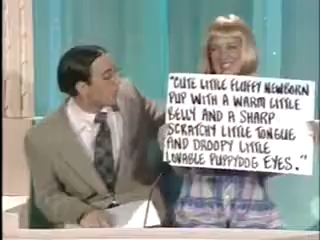 "CUTE LITTLE FLUFFY NEWBORN
PUP WITH A WARM LITTLE
BELLY AND A SHARP
SCRATCHY LITTLE TONGUE
AND DROOPY LITTLE
LOVABLE PUPPYDOG EYES."